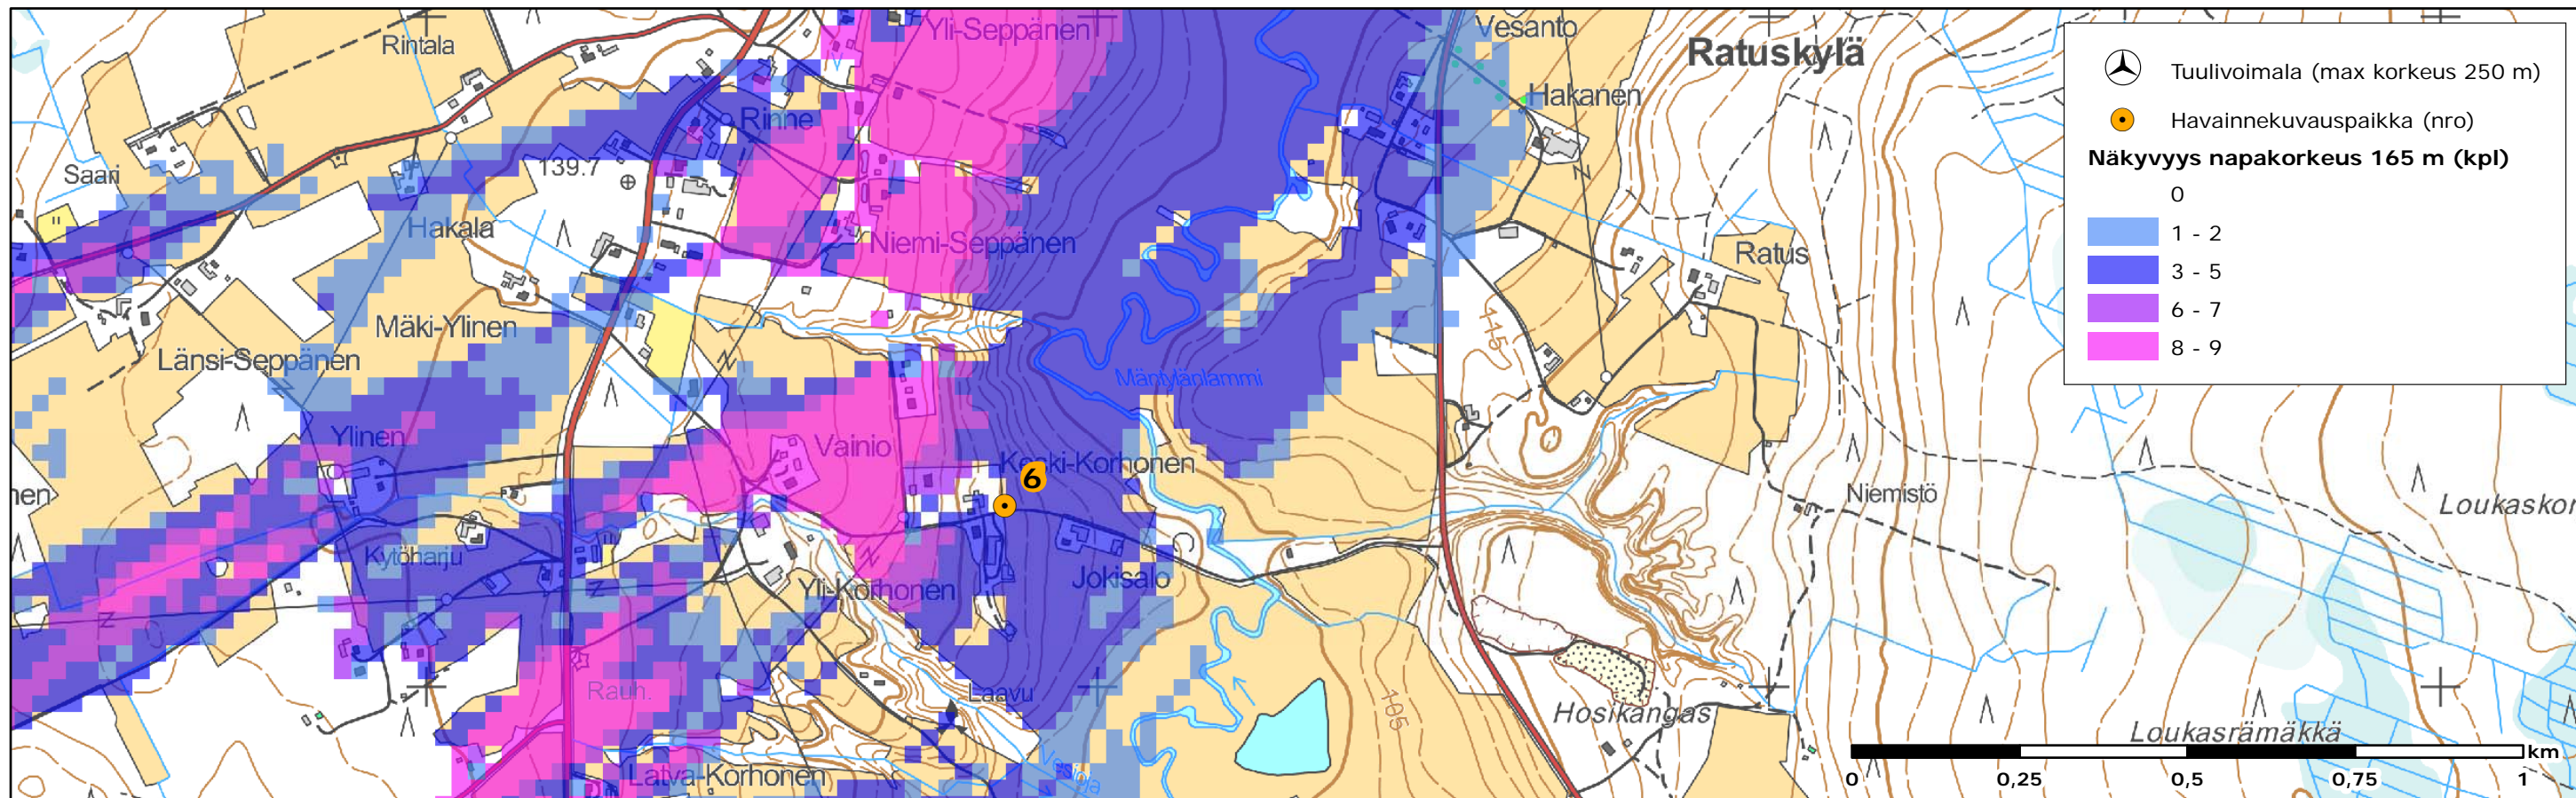 Yli-Seppänen
Vesanto
Rintala
Ratuskylä
Hakanen
Rinne
139.7
Saari
Hakala
Niemi-Seppänen
Ratus
Mäki-Ylinen
115
Länsi-Seppänen
Mäntylänlammi
Ylinen
Vainio
Keski-Korhonen
6
nen
Niemistö
Loukaskor
Kytöharju
Yli-Korhonen
Jokisalo
Rauh.
Laavu
105
Hosikangas
Loukasrämäkkä
Latva-Korhonen
Vesioja
Tuulivoimala (max korkeus 250 m)
Havainnekuvauspaikka (nro)
Näkyvyys napakorkeus 165 m (kpl)
0
1 - 2
3 - 5
6 - 7
8 - 9
km
0 0,25 0,5 0,75 1